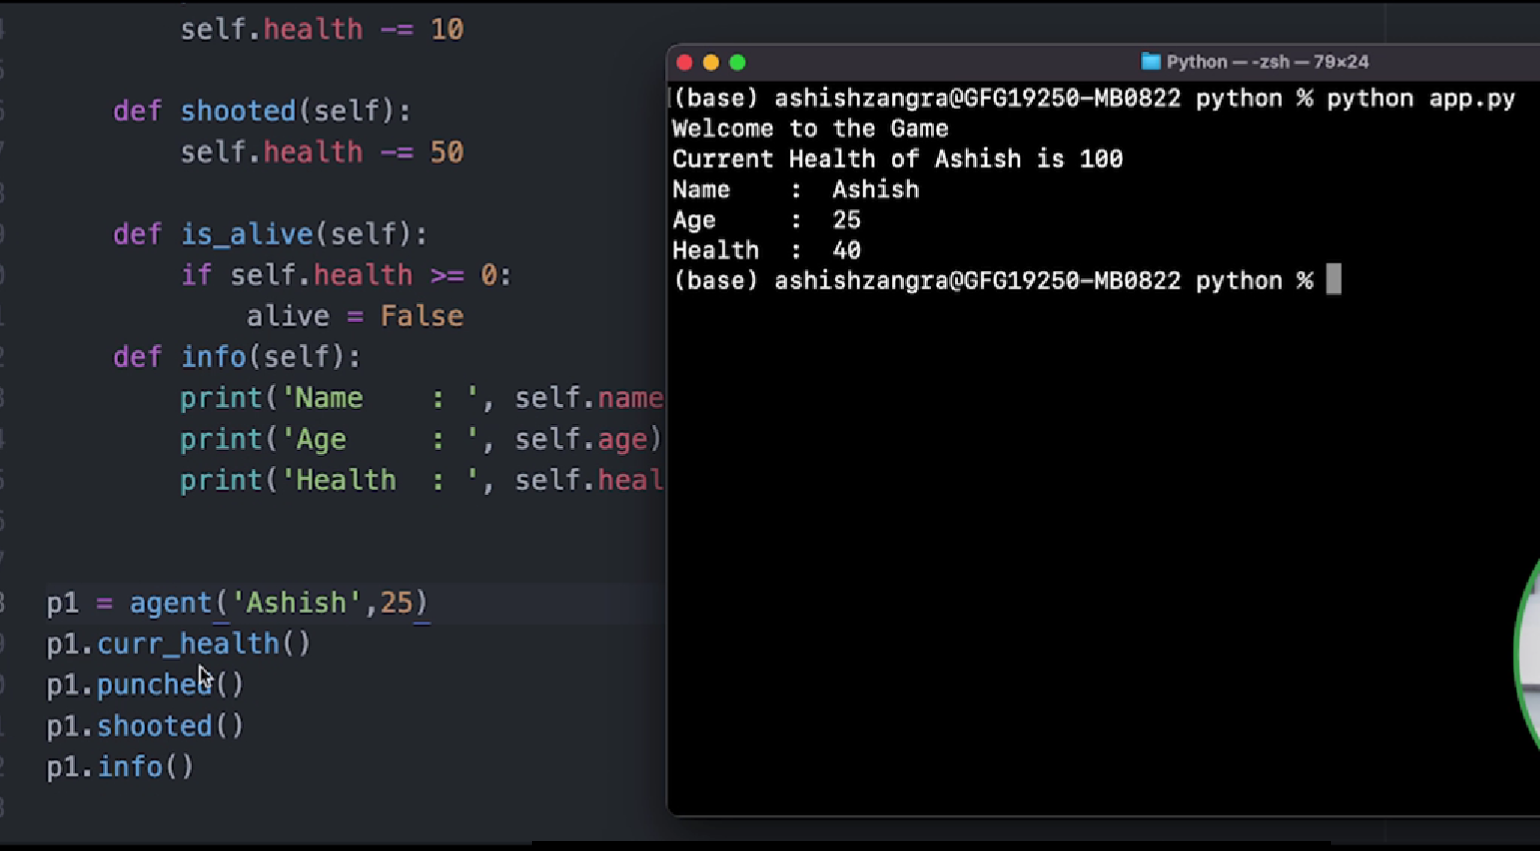 self.health -= 10
def shooted(self):
self.health -= 50
def is_alive(self):
if self.health >= 0:
alive = False
def info(self):
print('Name    : ', self.name
print('Age     : ', self.age)
print('Health  : ', self.heal
p1 = agent('Ashish',25)
p1.curr_health()
p1.punched()
p1.shooted()
p1.info()
Python — -zsh — 79×24
(base) ashishzangra@GFG19250-MB0822 python % python app.py
Welcome to the Game
Current Health of Ashish is 100
Name    :  Ashish
Age     :  25
Health  :  40
(base) ashishzangra@GFG19250-MB0822 python %